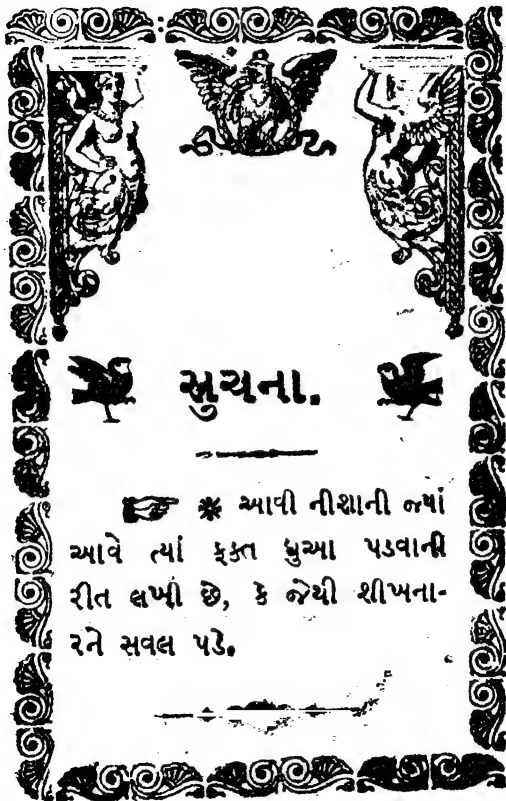 સુચના.
☞ * આવી નીશાની જ્યાં
આવે ત્યાં ફક્ત દુઆ પડવાની
રીત લખી છે, કે જેથી શીખના-
રને સવલ પડે.